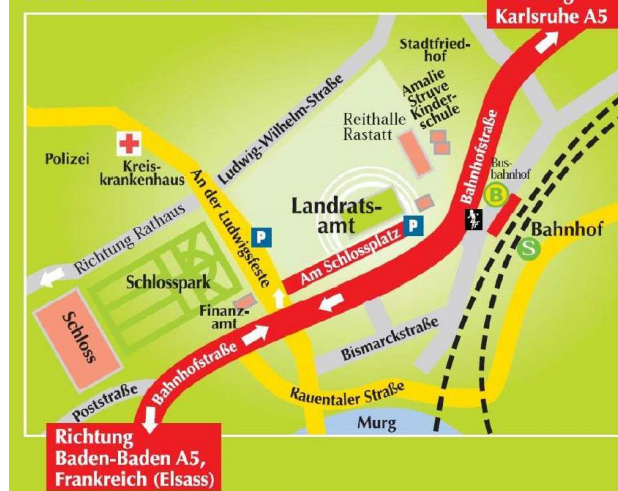 Karlsruhe A5
Stadtfried-
hof
Amalie
Struve
Kinder-
schule
Reithalle
Rastatt
Ludwig-Wilhelm-Straße
Bahnhofstraße
Bus-
bahnhof
B
Polizei
Kreis-
krankenhaus
An der Ludwigsfeste
Landrats-
amt
P
P
Bahnhof
S
Richtung Rathaus
Am Schlossplatz
Schlosspark
Schloss
Finanz-
amt
Bahnhofstraße
Bismarckstraße
Poststraße
Rauentaler Straße
Murg
Richtung
Baden-Baden A5,
Frankreich (Elsass)